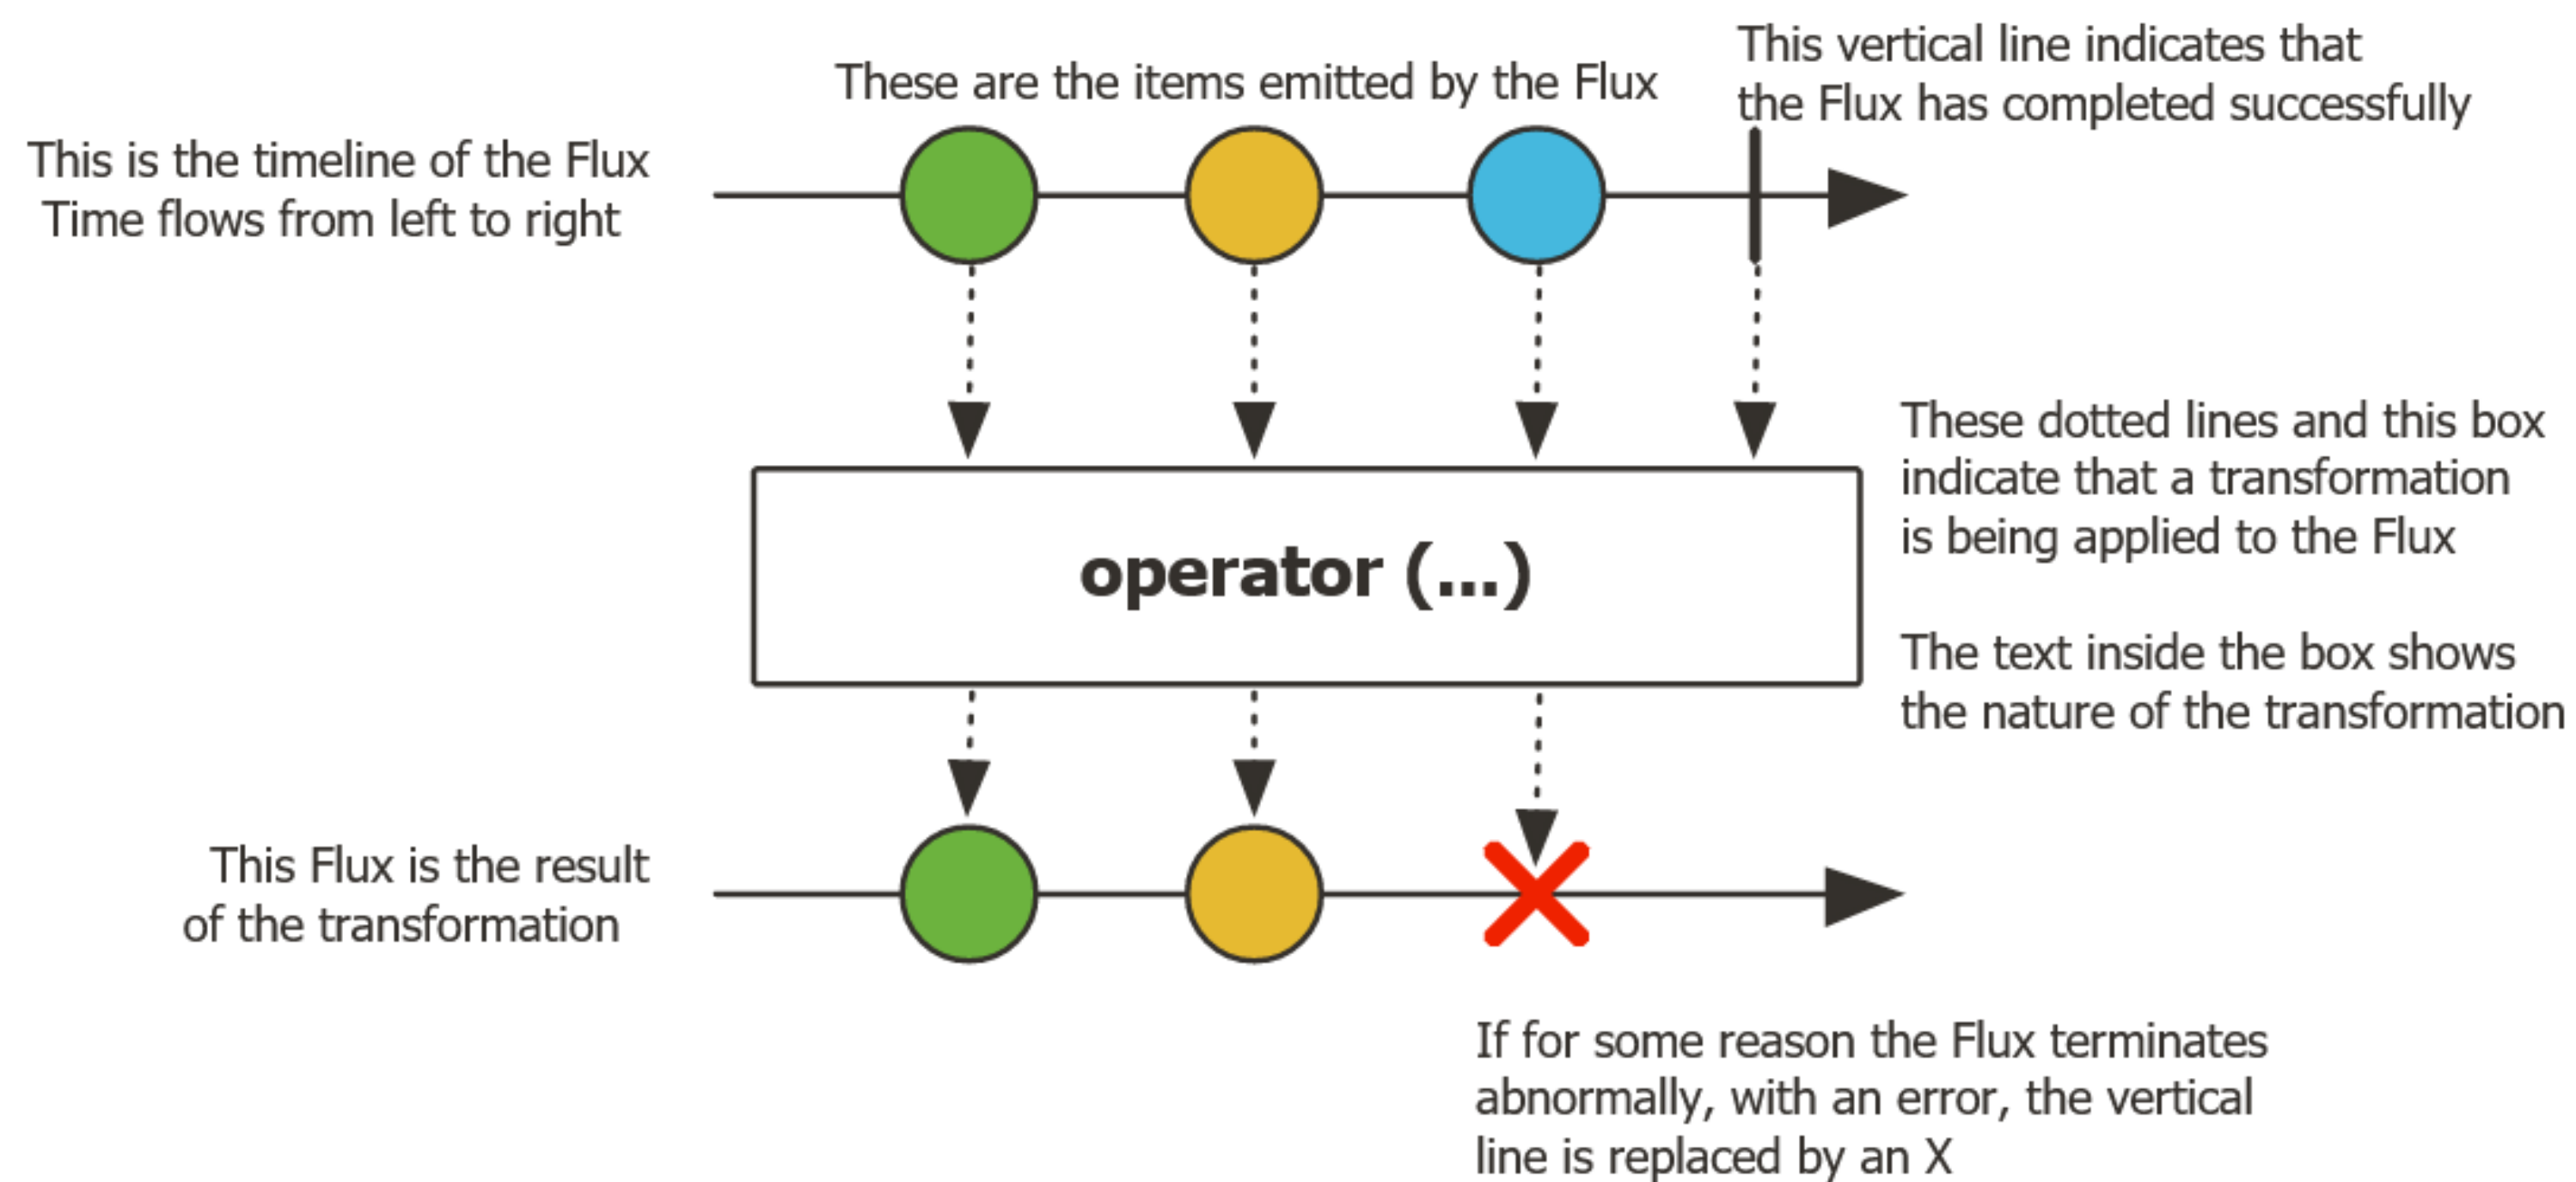 These are the items emitted by the Flux
This vertical line indicates that
the Flux has completed successfully
This is the timeline of the Flux
Time flows from left to right
These dotted lines and this box
indicate that a transformation
is being applied to the Flux
operator (...)
The text inside the box shows
the nature of the transformation
This Flux is the result
of the transformation
If for some reason the Flux terminates
abnormally, with an error, the vertical
line is replaced by an X